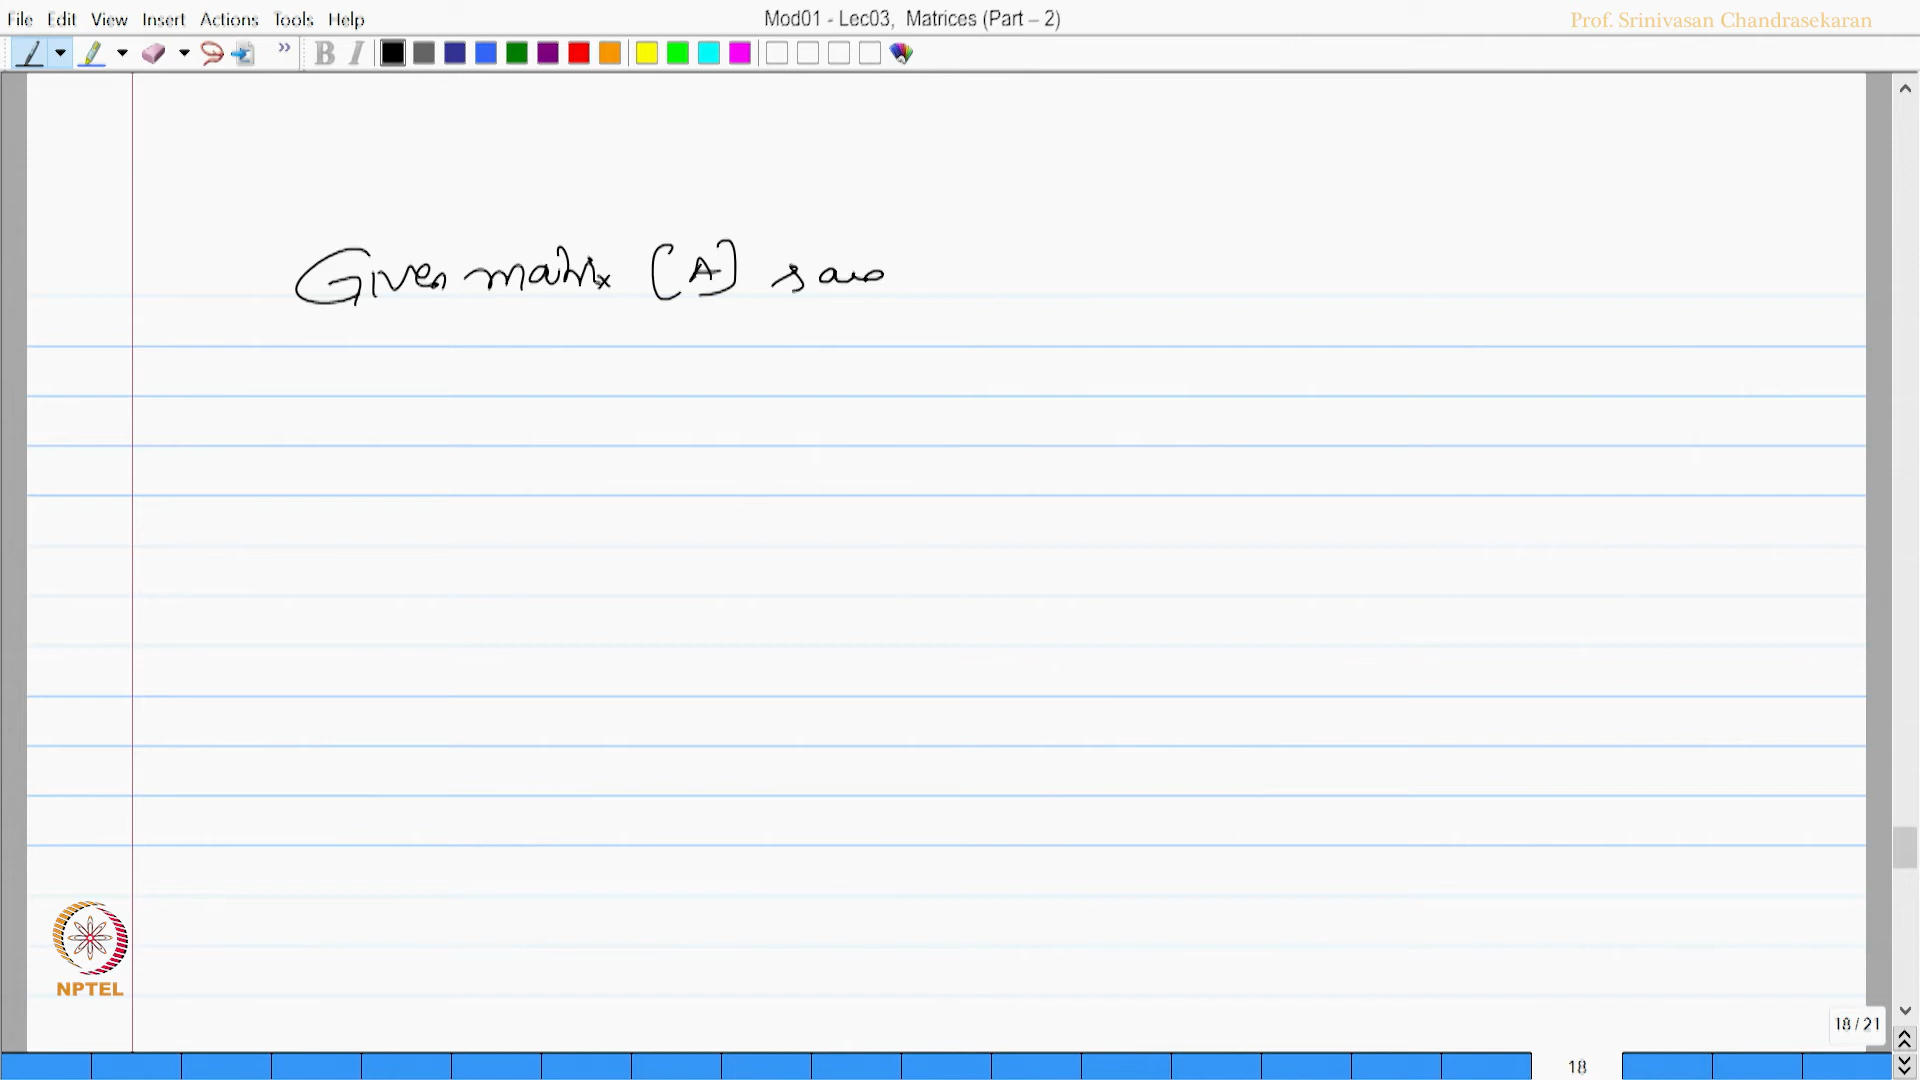 File Edit View Insert Actions Tools Help
Mod01 - Lec03, Matrices (Part – 2)
Prof. Srinivasan Chandrasekaran
» B I
Given matrix [A]
NPTEL
18 / 21
18